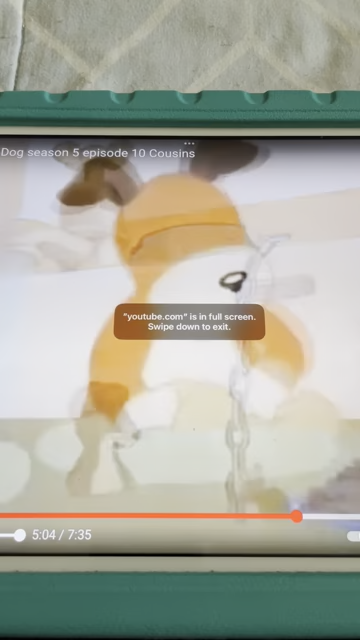 Dog season 5 episode 10 Cousins
"youtube.com" is in full screen.
Swipe down to exit.
5:04 / 7:35